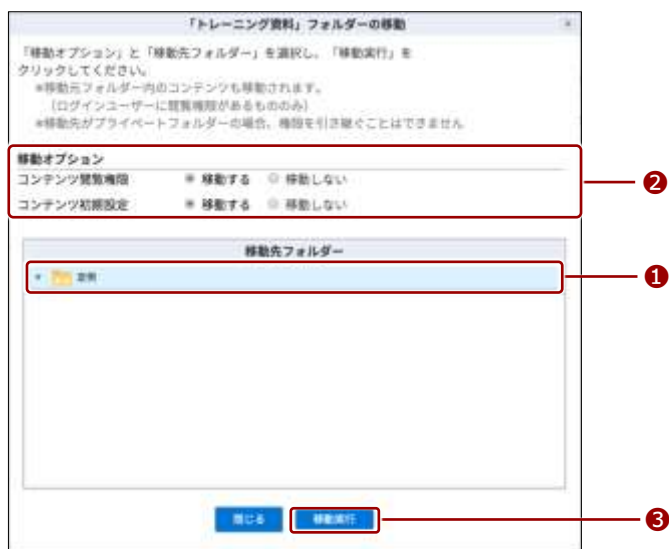 「トレーニング資料」フォルダーの移動
「移動オプション」と「移動先フォルダー」を選択し、「移動実行」を
クリックしてください。
※移動元フォルダー内のコンテンツも移動されます。
(ログインユーザーに閲覧権限があるもののみ)
※移動先がプライベートフォルダーの場合、権限を引き継ぐことはできません
移動オプション
コンテンツ閲覧権限 移動する 移動しない
❷
コンテンツ初期設定 移動する 移動しない
移動先フォルダー
❶
閉じる 移動実行
❸